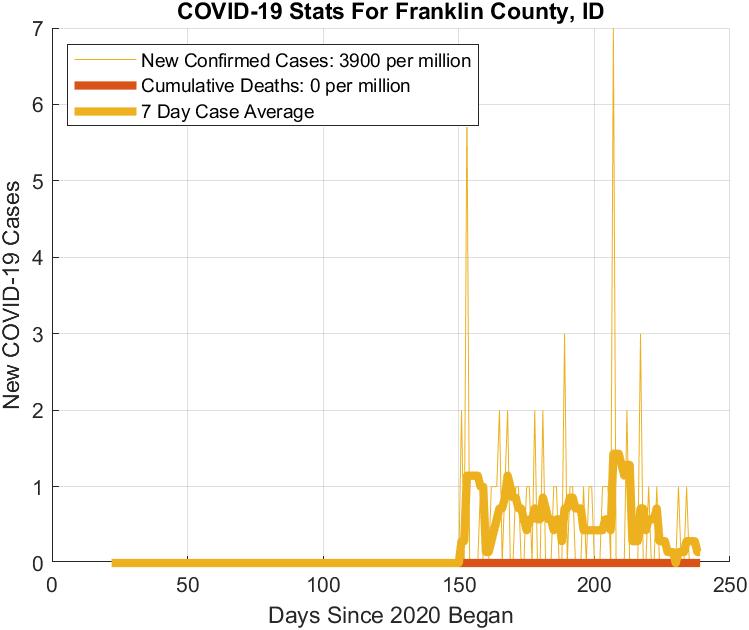 COVID-19 Stats For Franklin County, ID
New Confirmed Cases: 3900 per million
Cumulative Deaths: 0 per million
7 Day Case Average
New COVID-19 Cases
7
6
5
4
3
2
1
0
0 50 100 150 200 250
Days Since 2020 Began